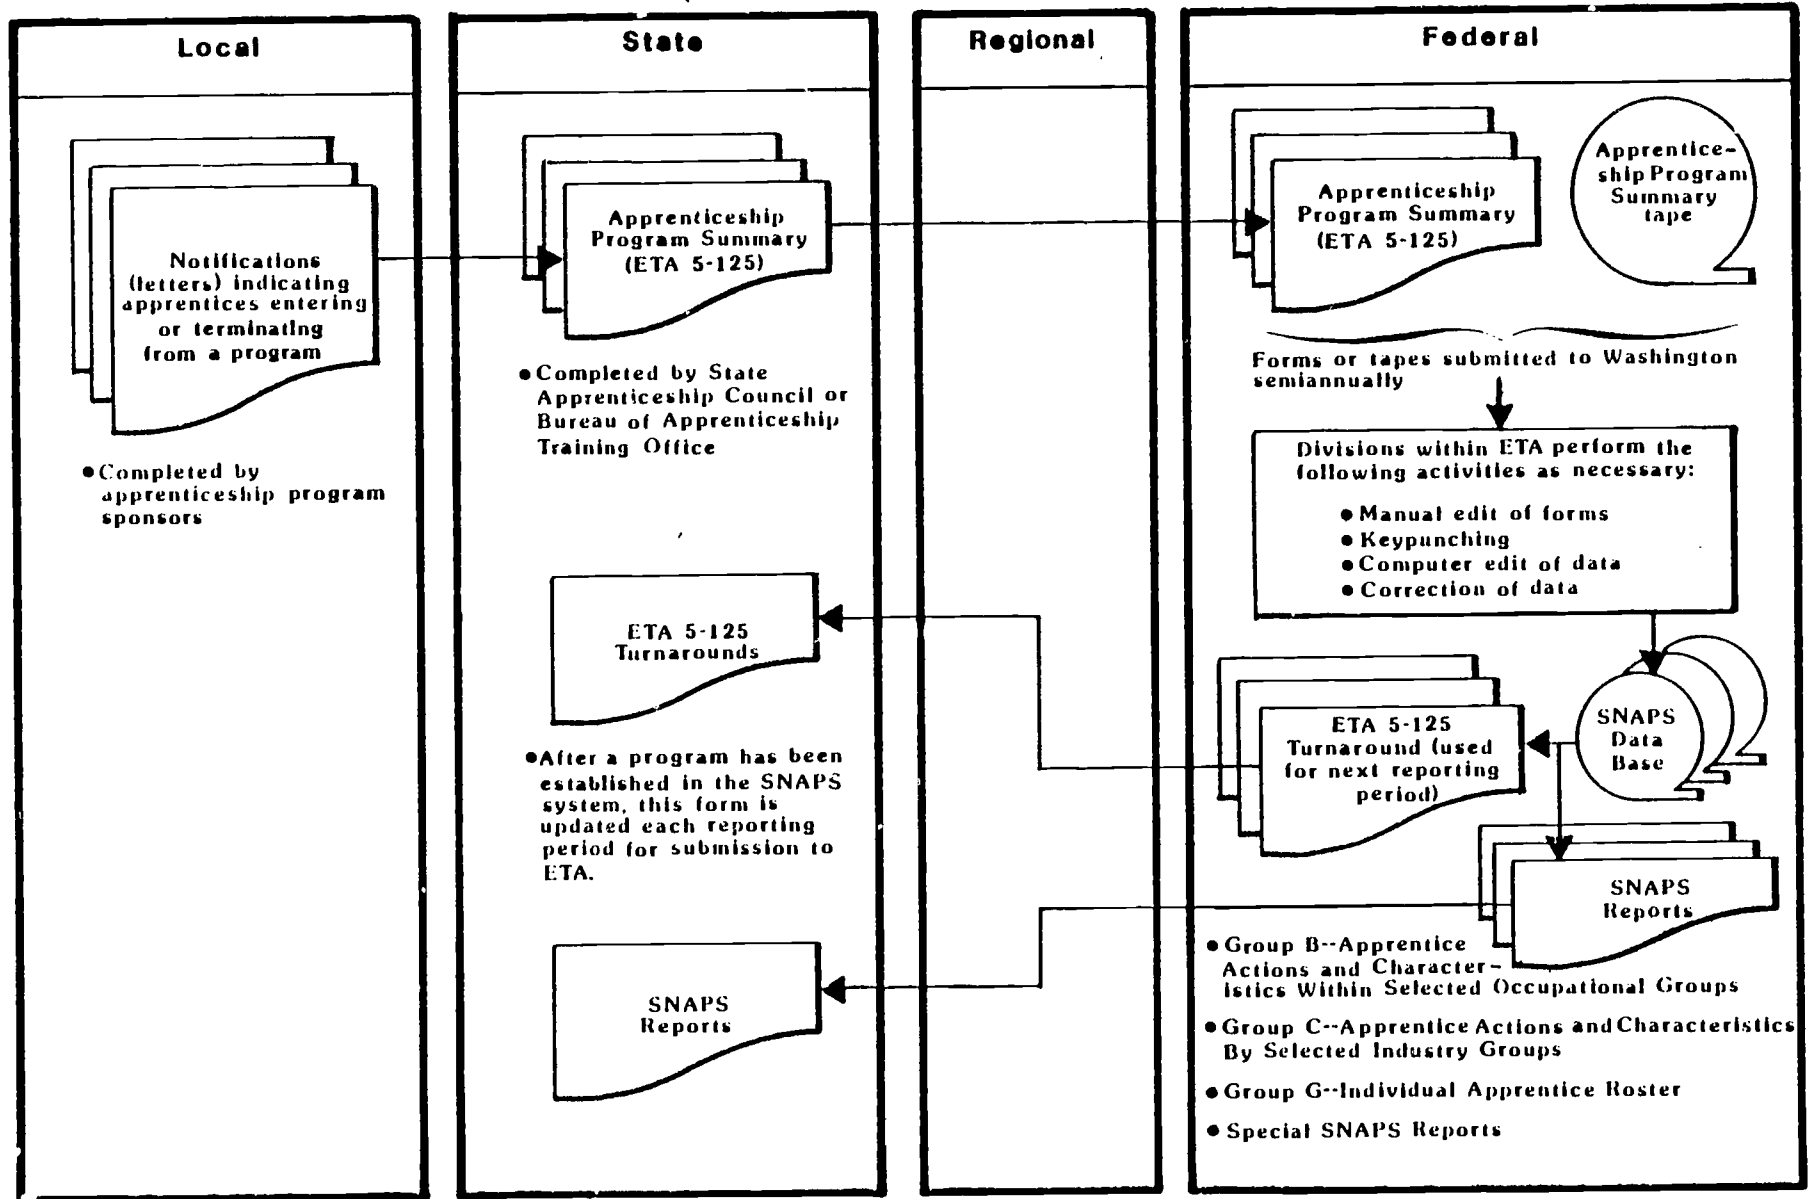 Local
Notifications
(letters) indicating
apprentices entering
or terminating
from a program
●Completed by
apprenticeship program
sponsors
State
Apprenticeship
Program Summary
(ETA 5-125)
●Completed by State
Apprenticeship Council or
Bureau of Apprenticeship
Training Office
ETA 5-125
Turnarounds
●After a program has been
established in the SNAPS
system, this form is
updated each reporting
period for submission to
ETA.
SNAPS
Reports
Regional
Federal
Apprenticeship
Program Summary
(ETA 5-125)
Apprentice-
ship Program
Summary
tape
Forms or tapes submitted to Washington
semiannually
Divisions within ETA perform the
following activities as necessary:
●Manual edit of forms
●Keypunching
●Computer edit of data
●Correction of data
ETA 5-125
Turnaround (used
for next reporting
period)
SNAPS
Data
Base
SNAPS
Reports
●Group B--Apprentice
Actions and Character-
istics Within Selected Occupational Groups
●Group C--Apprentice Actions and Characteristics
By Selected Industry Groups
●Group G--Individual Apprentice Roster
●Special SNAPS Reports